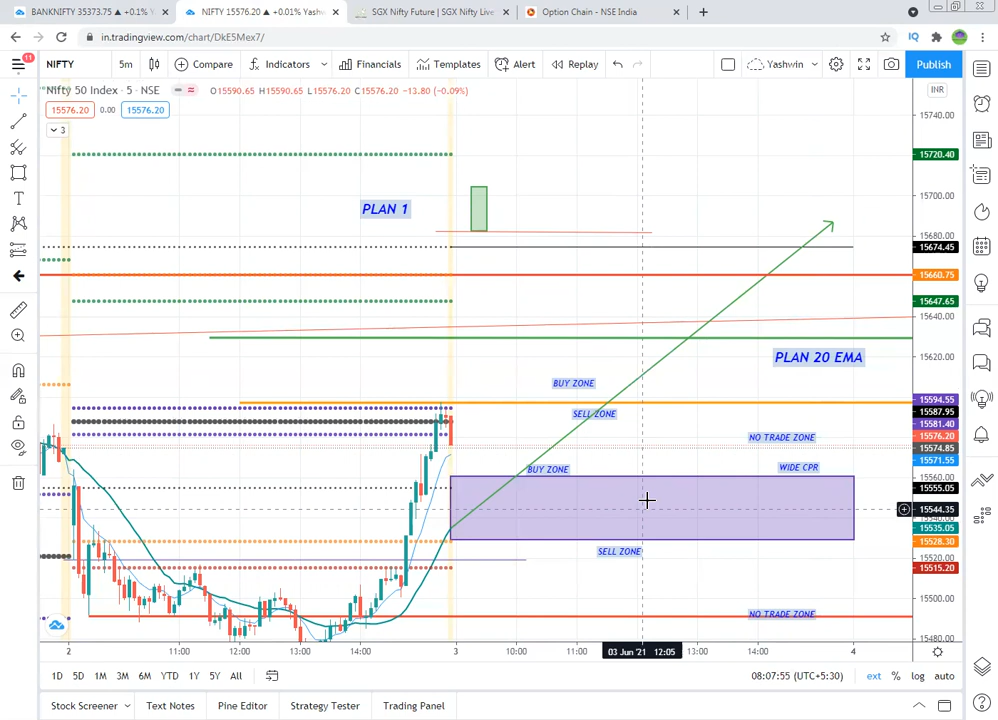 BANKNIFTY 35373.75 ▲ +0.1% Y
NIFTY 15576.20 ▲ +0.01% Yashw
SGX Nifty Future | SGX Nifty Live
Option Chain - NSE India
in.tradingview.com/chart/DkE5Mex7/
IQ
11
NIFTY
5m
Compare
Indicators
Financials
Templates
Alert
Replay
Yashwin
Publish
Nifty 50 Index · 5 · NSE
O15590.65 H15590.65 L15576.20 C15576.20 −13.80 (−0.09%)
INR
15576.20
0.00
15576.20
3
15740.00
15720.40
15700.00
PLAN 1
15680.00
15674.45
15660.75
15647.65
15640.00
15620.00
PLAN 20 EMA
BUY ZONE
15594.55
15587.95
SELL ZONE
15581.40
15576.20
NO TRADE ZONE
15574.85
15571.55
BUY ZONE
WIDE CPR
15560.00
15555.05
15544.35
15535.05
15528.30
SELL ZONE
15520.00
15515.20
15500.00
NO TRADE ZONE
15480.00
2
11:00
12:00
13:00
14:00
3
10:00
11:00
03 Jun '21 12:05
13:00
14:00
4
1D
5D
1M
3M
6M
YTD
1Y
5Y
All
08:07:55 (UTC+5:30)
ext
%
log
auto
Stock Screener
Text Notes
Pine Editor
Strategy Tester
Trading Panel